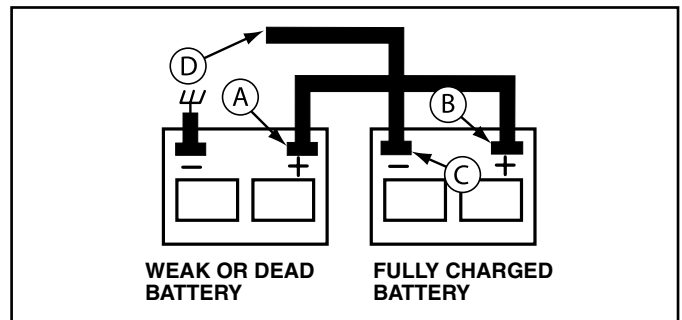 D
A
B
C
− + − +
WEAK OR DEAD
BATTERY
FULLY CHARGED
BATTERY